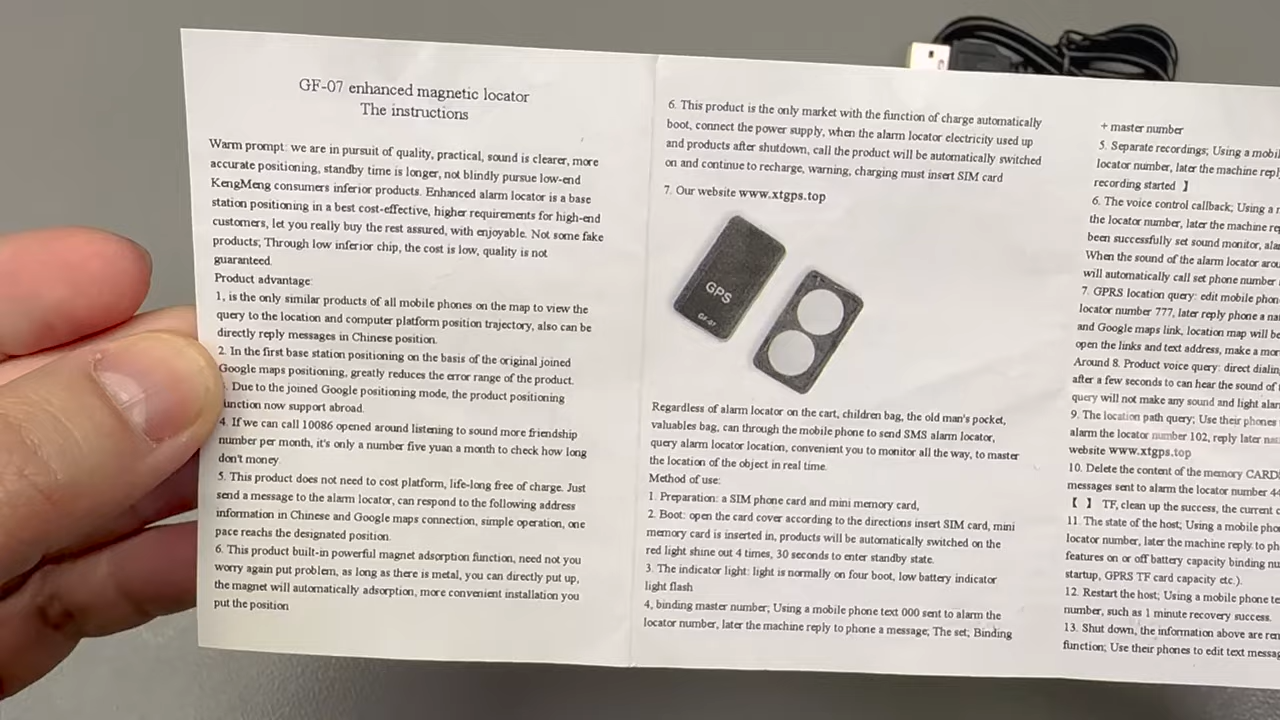 GF-07 enhanced magnetic locator
The instructions
Warm prompt: we are in pursuit of quality, practical, sound is clearer, more
accurate positioning, standby time is longer, not blindly pursue low-end
KengMeng consumers inferior products. Enhanced alarm locator is a base
station positioning in a best cost-effective, higher requirements for high-end
customers, let you really buy the rest assured, with enjoyable. Not some fake
products; Through low inferior chip, the cost is low, quality is not
guaranteed.
Product advantage:
1, is the only similar products of all mobile phones on the map to view the
query to the location and computer platform position trajectory, also can be
directly reply messages in Chinese position.
2. In the first base station positioning on the basis of the original joined
Google maps positioning, greatly reduces the error range of the product.
. Due to the joined Google positioning mode, the product positioning
unction now support abroad.
4. If we can call 10086 opened around listening to sound more friendship
number per month, it's only a number five yuan a month to check how long
don't money.
5. This product does not need to cost platform, life-long free of charge. Just
send a message to the alarm locator, can respond to the following address
information in Chinese and Google maps connection, simple operation, one
pace reaches the designated position.
6. This product built-in powerful magnet adsorption function, need not you
worry again put problem, as long as there is metal, you can directly put up,
the magnet will automatically adsorption, more convenient installation you
put the position
6. This product is the only market with the function of charge automatically
boot, connect the power supply, when the alarm locator electricity used up
and products after shutdown, call the product will be automatically switched
on and continue to recharge, warning, charging must insert SIM card
7. Our website www.xtgps.top
GPS
GF-07
Regardless of alarm locator on the cart, children bag, the old man's pocket,
valuables bag, can through the mobile phone to send SMS alarm locator,
query alarm locator location, convenient you to monitor all the way, to master
the location of the object in real time.
Method of use:
1. Preparation: a SIM phone card and mini memory card,
2. Boot: open the card cover according to the directions insert SIM card, mini
memory card is inserted in, products will be automatically switched on the
red light shine out 4 times, 30 seconds to enter standby state.
3. The indicator light: light is normally on four boot, low battery indicator
light flash
4, binding master number; Using a mobile phone text 000 sent to alarm the
locator number, later the machine reply to phone a message; The set; Binding
+ master number
5. Separate recordings; Using a mobil
locator number, later the machine repl
recording started 】
6. The voice control callback; Using a
the locator number, later the machine re
been successfully set sound monitor, ala
When the sound of the alarm locator arou
will automatically call set phone number
7. GPRS location query: edit mobile phon
locator number 777, later reply phone a na
and Google maps link, location map will be
open the links and text address, make a mor
Around 8. Product voice query: direct dialin
after a few seconds to can hear the sound of
query will not make any sound and light alar
9. The location path query; Use their phones
alarm the locator number 102, reply later na
website www.xtgps.top
10. Delete the content of the memory CARD
messages sent to alarm the locator number 44
【 】 TF, clean up the success, the current c
11. The state of the host; Using a mobile pho
locator number, later the machine reply to ph
features on or off battery capacity binding nu
startup, GPRS TF card capacity etc.).
12. Restart the host; Using a mobile phone te
number, such as 1 minute recovery success.
13. Shut down, the information above are ren
function; Use their phones to edit text messag